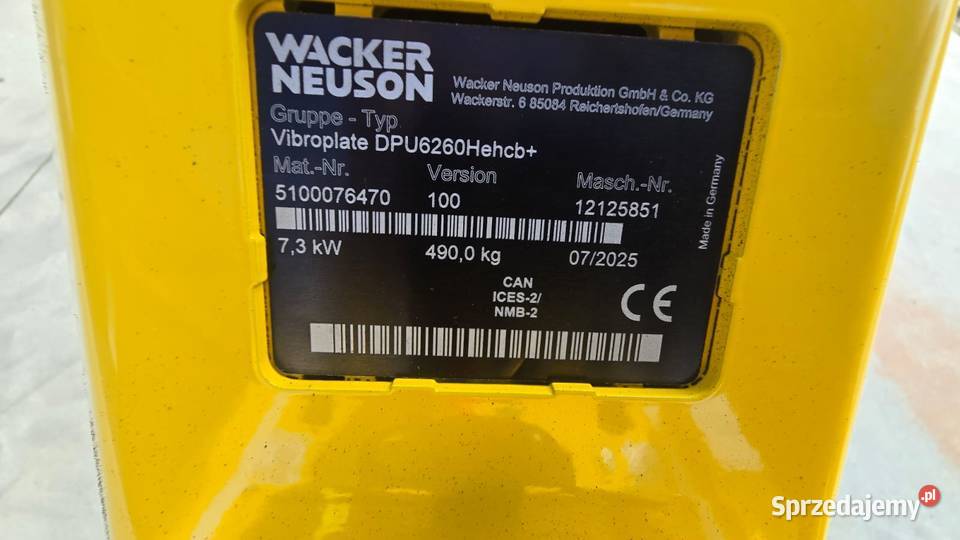 WACKER
NEUSON
Wacker Neuson Produktion GmbH & Co. KG
Wackerstr. 6 85084 Reichertshofen/Germany
Gruppe - Typ
Vibroplate DPU6260Hehcb+
Mat.-Nr. Version Masch.-Nr.
5100076470 100 12125851
7,3 kW 490,0 kg 07/2025
CAN
ICES-2/
NMB-2
CE
Made in Germany
Sprzedajemy.pl